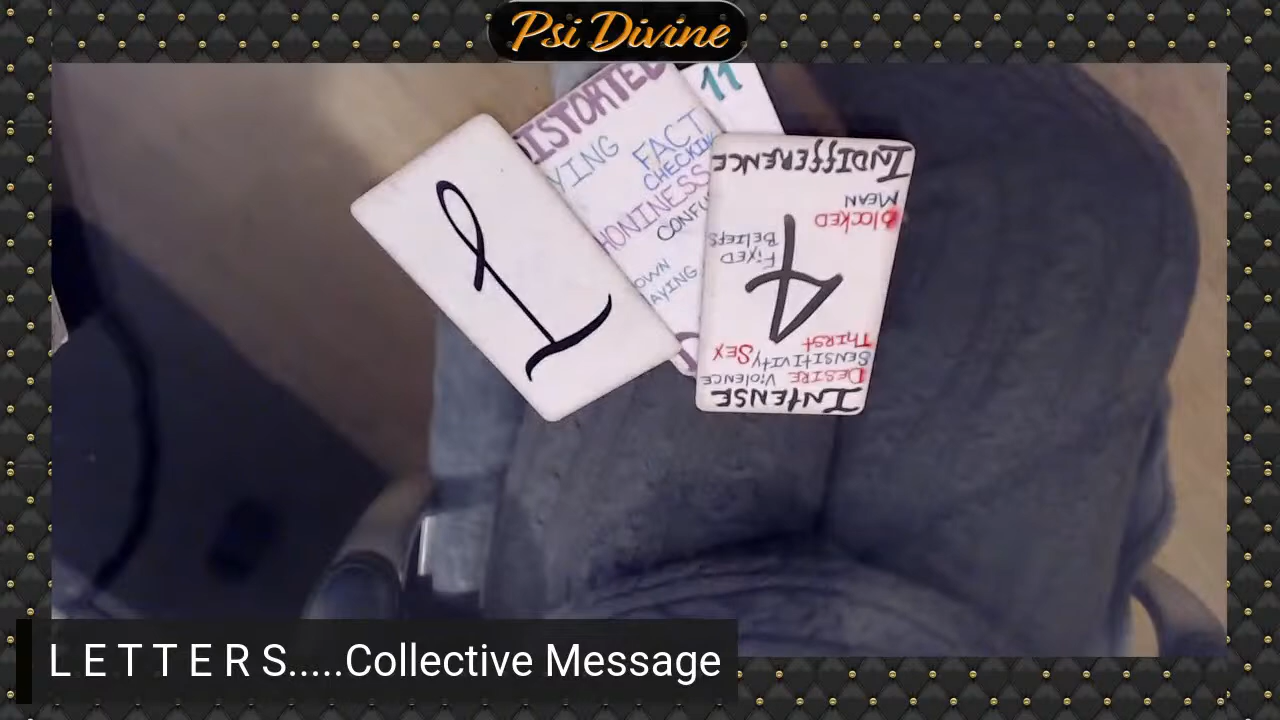 Psi Divine
L
ISTORTED
YING
FACT
CHECKING
HONINESS
CONFU
OWN
AYING
11
INTENSE
DESIRE VIOLENCE
SENSITIVITY/SEX
THIRST
4
FIXED
BELIEFS
BlocKED
MEAN
INDIFFERENCE
L E T T E R S.....Collective Message